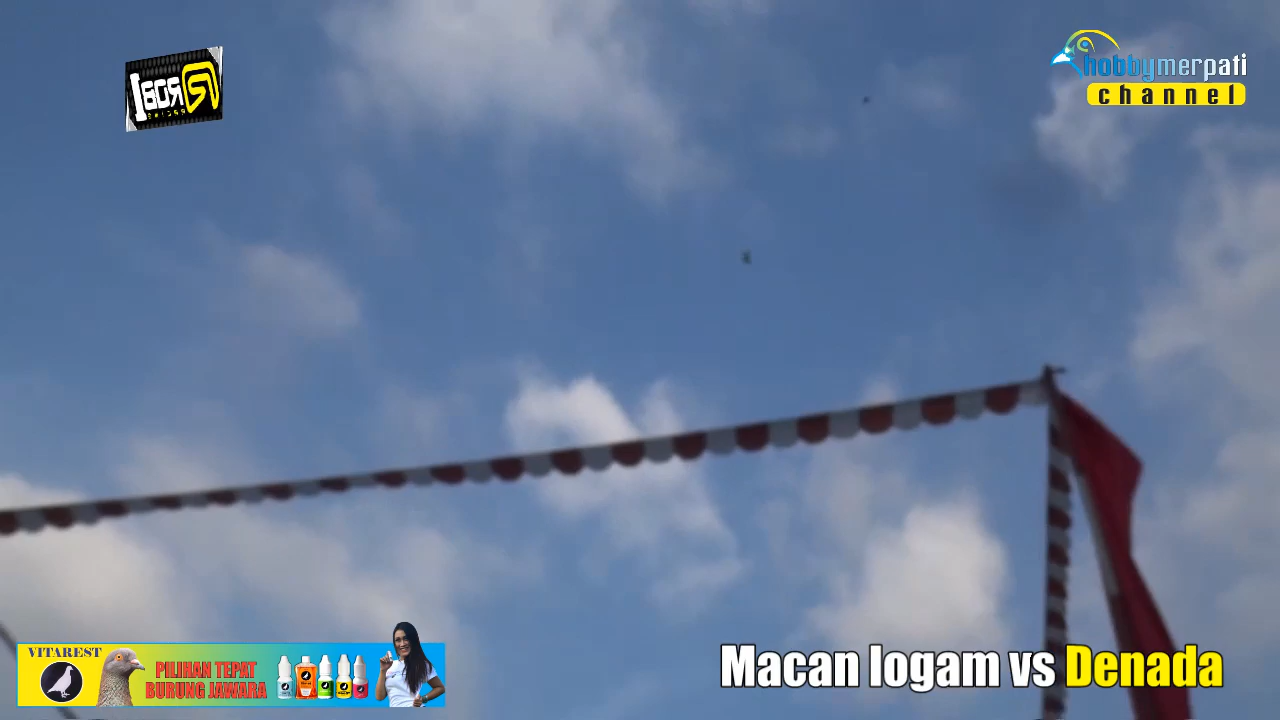 hobbymerpati
channel
VITAREST
PILIHAN TEPAT
BURUNG JAWARA
Macan logam vs Denada